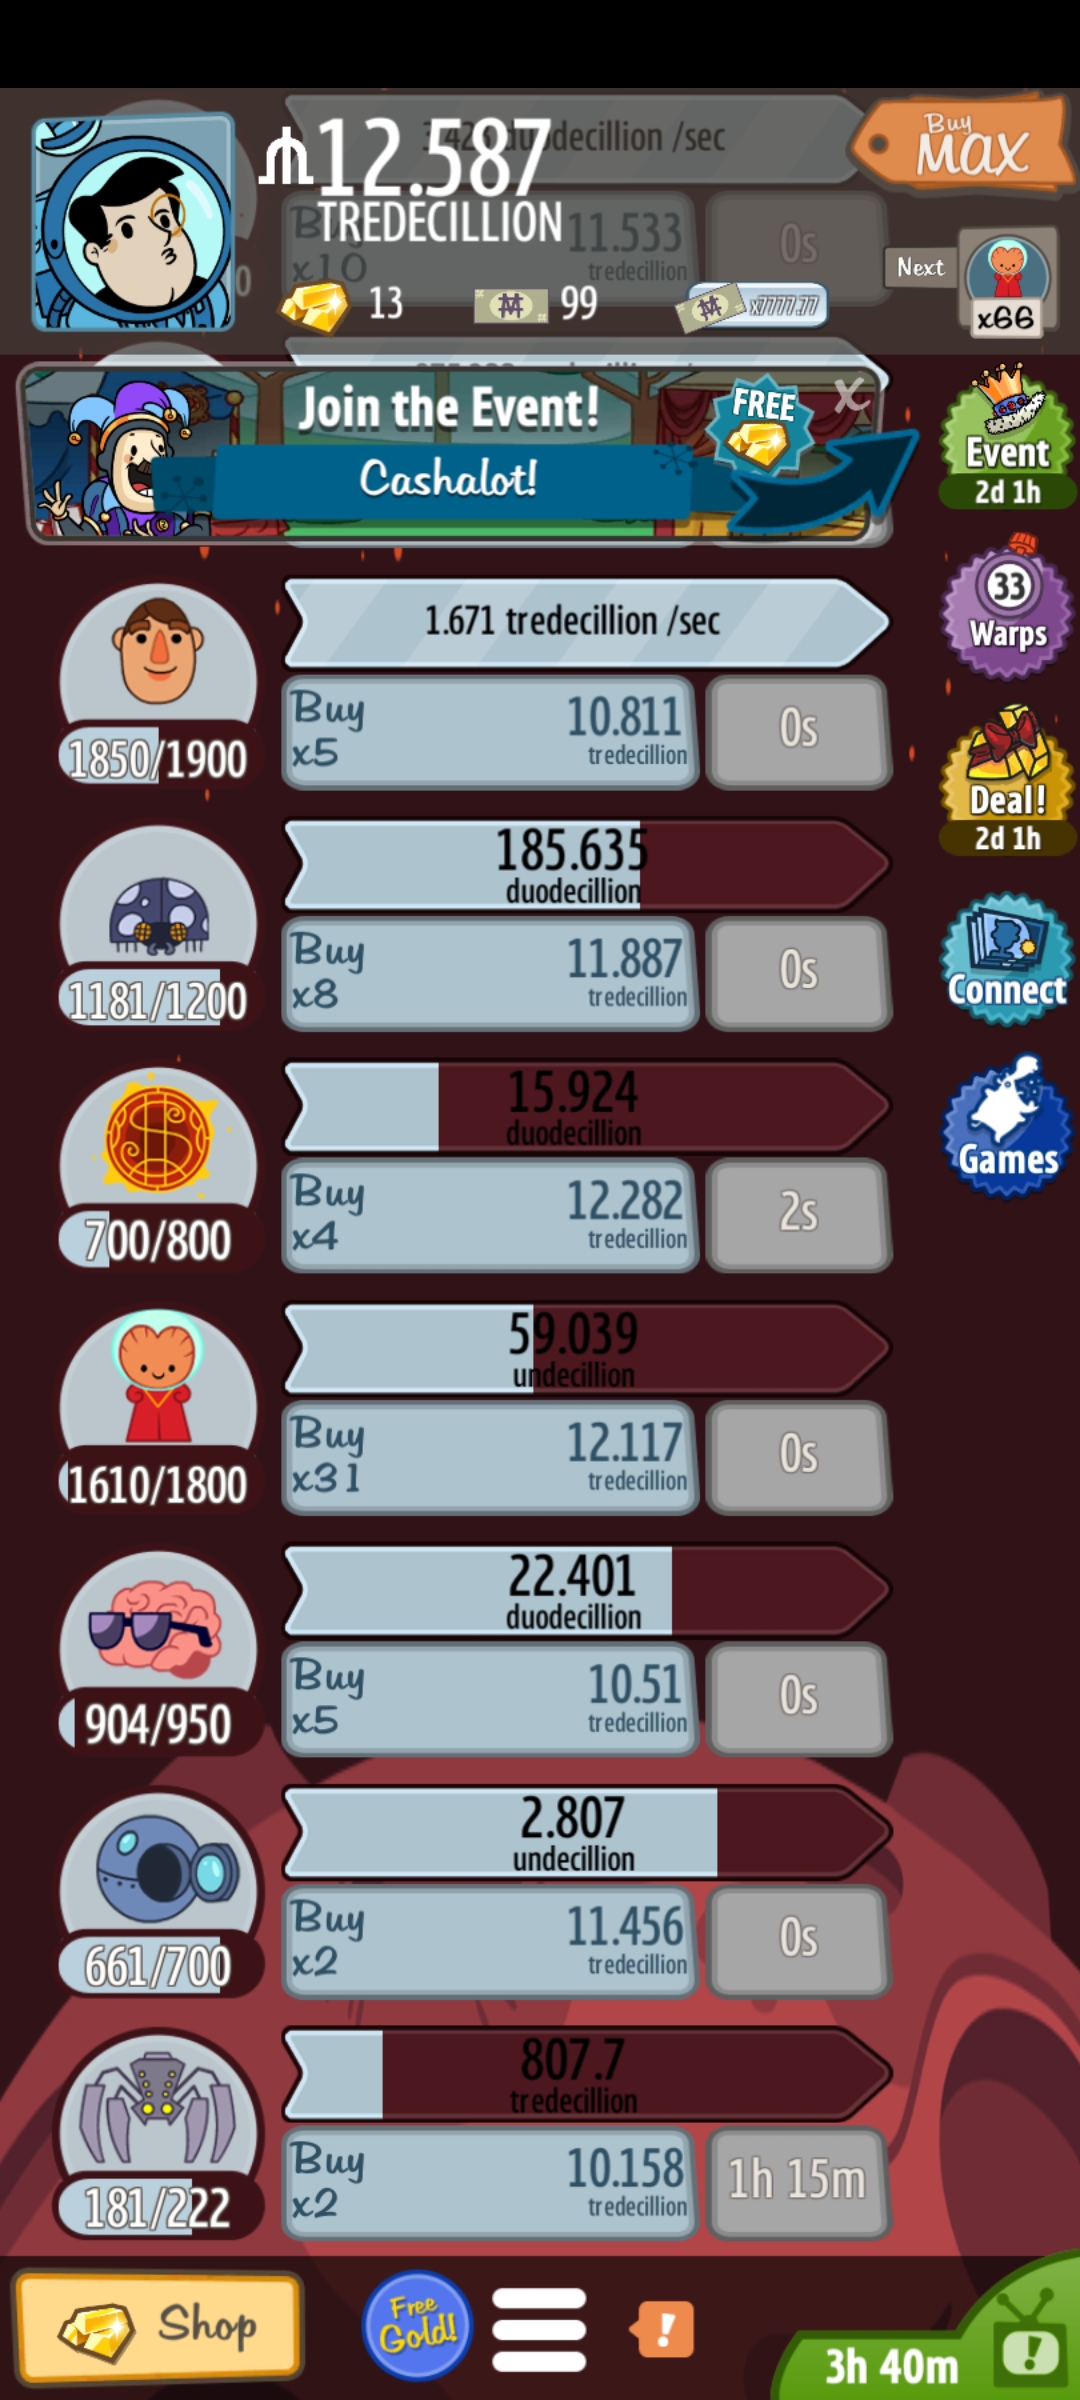 3.423 duodecillion /sec
Buy
MAX
12.587
TREDECILLION
Buy
x10
11.533
tredecillion
0s
Next
x66
13
99
x7777.77
Join the Event!
FREE
X
Cashalot!
Event
2d 1h
33
Warps
1.671 tredecillion /sec
1850/1900
Buy
x5
10.811
tredecillion
0s
Deal!
2d 1h
185.635
duodecillion
1181/1200
Buy
x8
11.887
tredecillion
0s
Connect
15.924
duodecillion
700/800
Buy
x4
12.282
tredecillion
2s
Games
59.039
undecillion
1610/1800
Buy
x31
12.117
tredecillion
0s
22.401
duodecillion
904/950
Buy
x5
10.51
tredecillion
0s
2.807
undecillion
661/700
Buy
x2
11.456
tredecillion
0s
807.7
tredecillion
181/222
Buy
x2
10.158
tredecillion
1h 15m
Shop
Free
Gold!
!
3h 40m
!